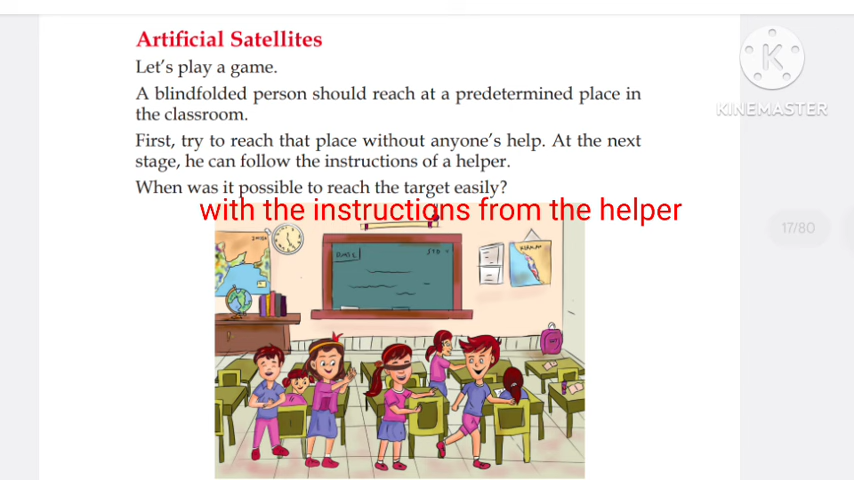 Artificial Satellites
Let's play a game.
A blindfolded person should reach at a predetermined place in
the classroom.
First, try to reach that place without anyone's help. At the next
stage, he can follow the instructions of a helper.
When was it possible to reach the target easily?
with the instructions from the helper
K
KINEMASTER
17/80